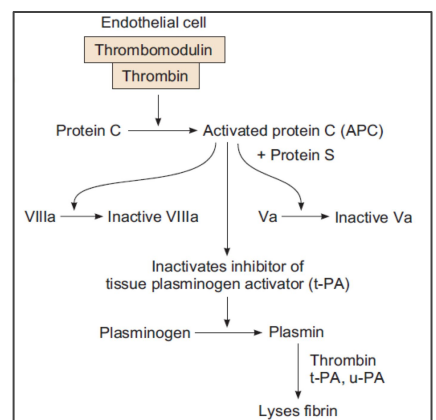 Endothelial cell
Thrombomodulin
Thrombin
Protein C
Activated protein C (APC)
+ Protein S
VIIIa
Inactive VIIIa
Va
Inactive Va
Inactivates inhibitor of
tissue plasminogen activator (t-PA)
Plasminogen
Plasmin
Thrombin
t-PA, u-PA
Lyses fibrin